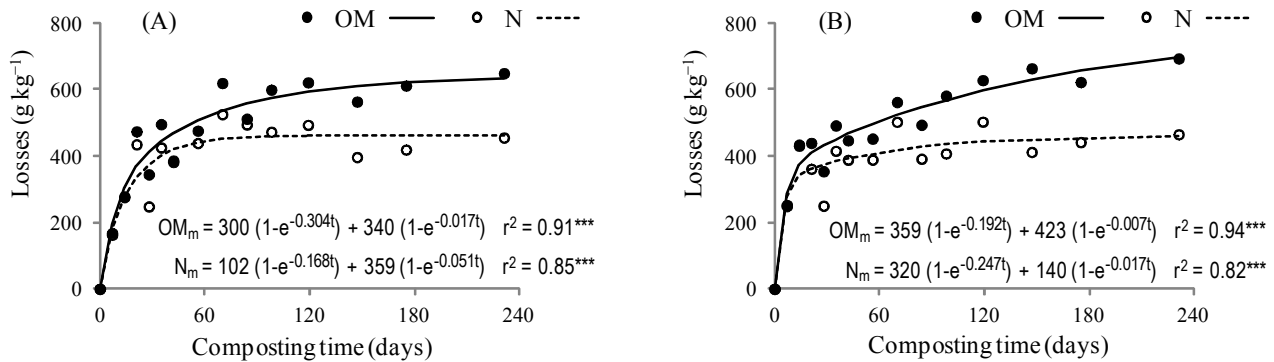 (A) OM N
Losses (g kg⁻¹)
800
600
400
200
0
OMₘ = 300 (1-e^-0.304t) + 340 (1-e^-0.017t) r² = 0.91***
Nₘ = 102 (1-e^-0.168t) + 359 (1-e^-0.051t) r² = 0.85***
0 60 120 180 240
Composting time (days)
(B) OM N
Losses (g kg⁻¹)
800
600
400
200
0
OMₘ = 359 (1-e^-0.192t) + 423 (1-e^-0.007t) r² = 0.94***
Nₘ = 320 (1-e^-0.247t) + 140 (1-e^-0.017t) r² = 0.82***
0 60 120 180 240
Composting time (days)